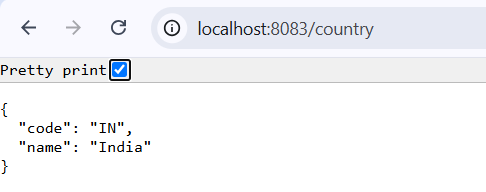 localhost:8083/country
Pretty print
{
  "code": "IN",
  "name": "India"
}